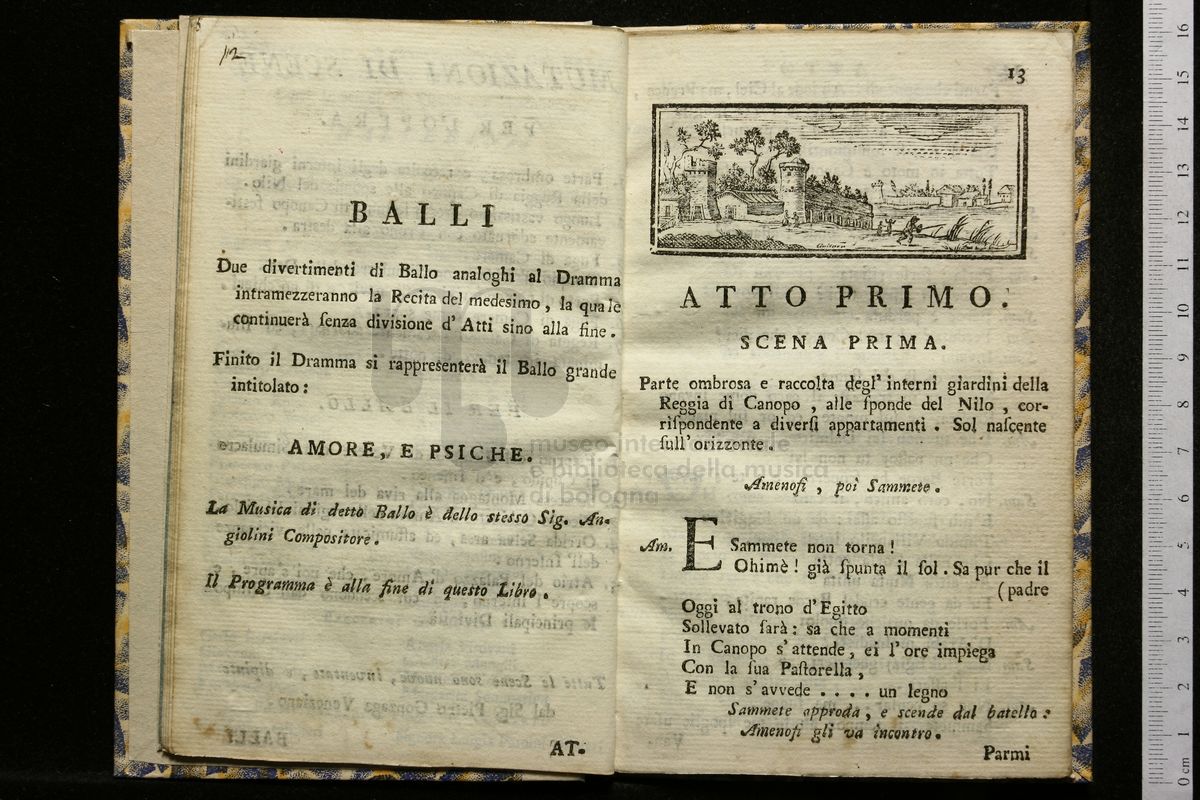 12
BALLI
Due divertimenti di Ballo analoghi al Dramma
intramezzeranno la Recita del medesimo, la quale
continuerà ſenza divisione d' Atti sino alla fine.
Finito il Dramma si rappresenterà il Ballo grande
intitolato:
AMORE, E PSICHE.
La Musica di detto Ballo è dello stesso Sig. An-
giolini Compositore.
Il Programma è alla fine di questo Libro.
AT-
13
ATTO PRIMO.
SCENA PRIMA.
Parte ombrosa e raccolta degl' interni giardini della
Reggia di Canopo, alle ſponde del Nilo, cor-
riſpondente a diverſi appartamenti. Sol naſcente
ſull' orizzonte.
Amenofi, poi Sammete.
Am. E Sammete non torna!
Ohimè! già ſpunta il ſol. Sa pur che il
(padre
Oggi al trono d' Egitto
Sollevato ſarà: sa che a momenti
In Canopo s' attende, ei l' ore impiega
Con la ſua Paſtorella,
E non s' avvede .... un legno
Sammete approda, e scende dal batello:
Amenofi gli va incontro.
Parmi
museo internazionale
e biblioteca della musica
di bologna
16
15
14
13
12
11
10
9
8
7
6
5
4
3
2
1
0 cm